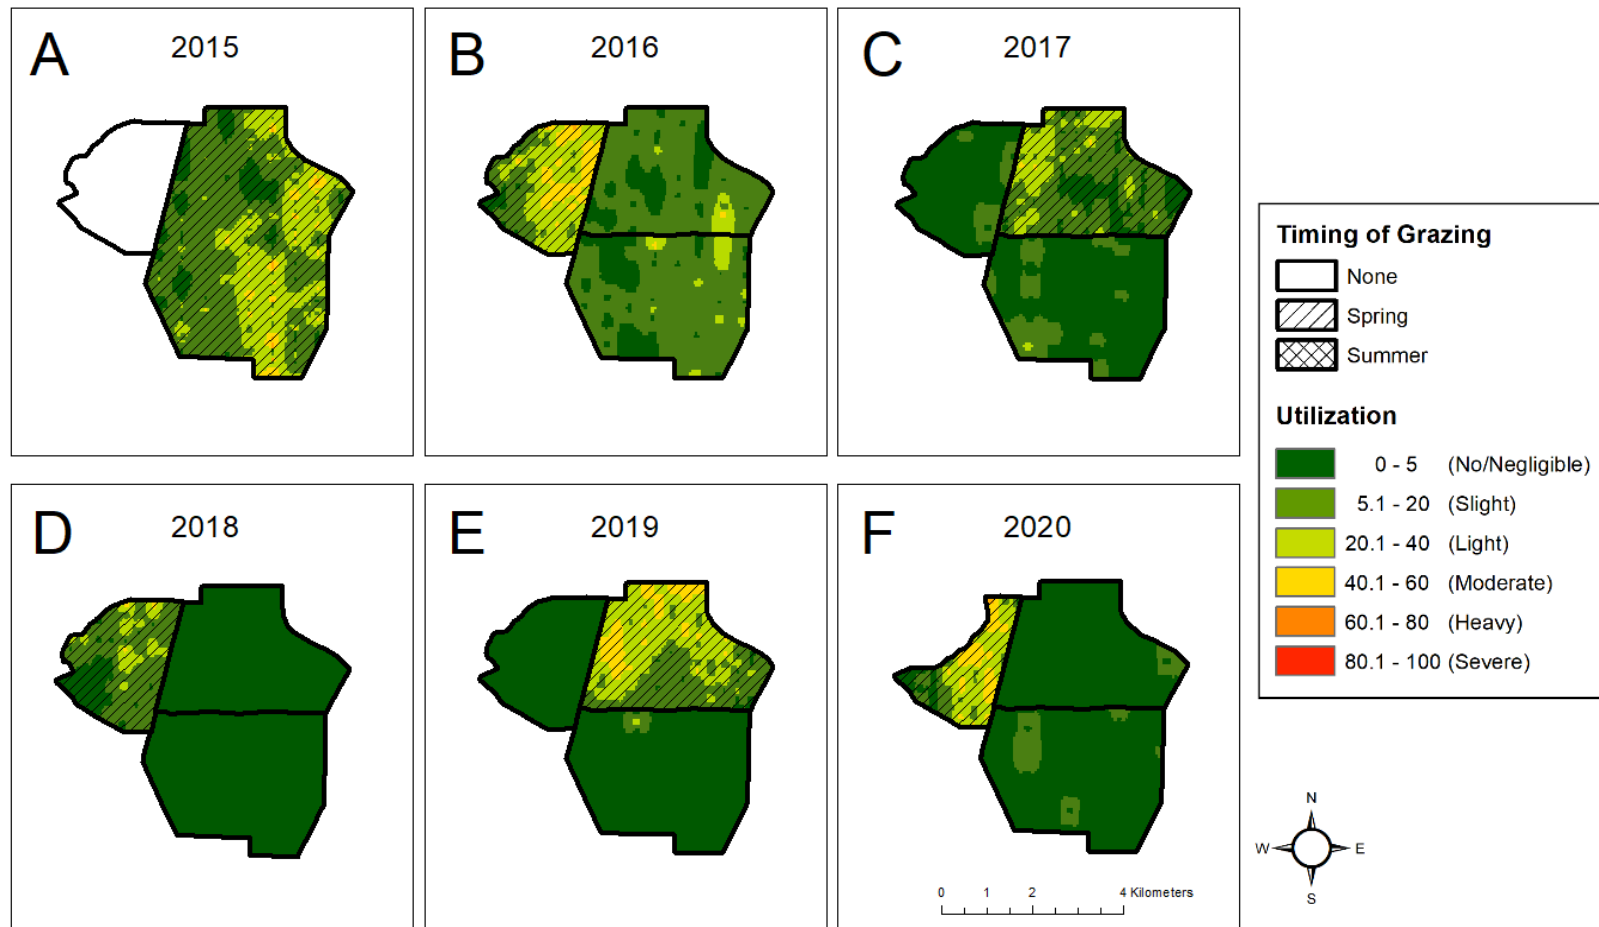 A 2015
B 2016
C 2017
D 2018
E 2019
F 2020
Timing of Grazing
None
Spring
Summer
Utilization
0 - 5 (No/Negligible)
5.1 - 20 (Slight)
20.1 - 40 (Light)
40.1 - 60 (Moderate)
60.1 - 80 (Heavy)
80.1 - 100 (Severe)
N
W E
S
0 1 2 4 Kilometers